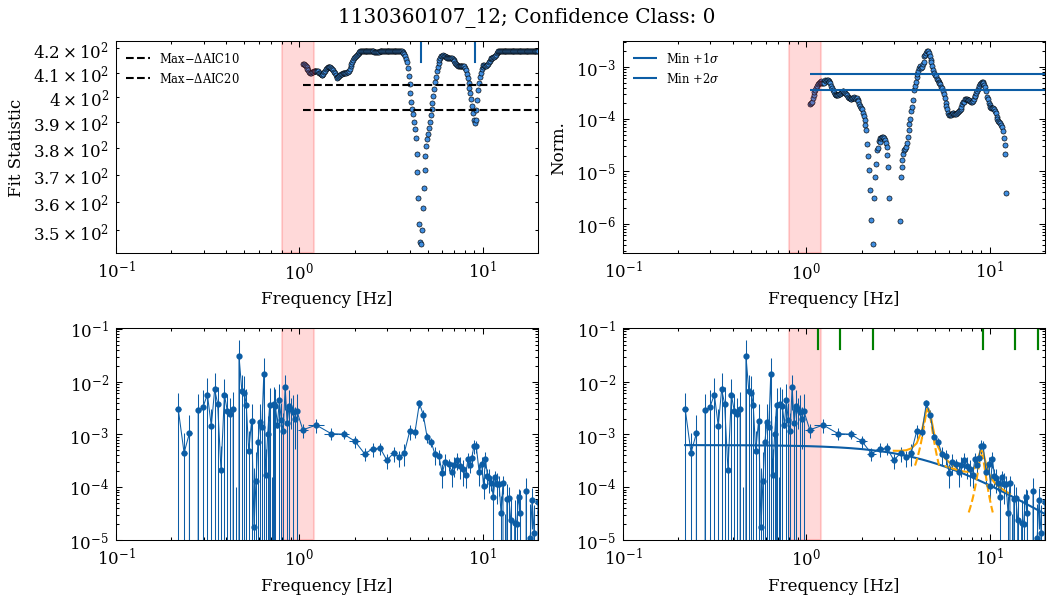 1130360107_12; Confidence Class: 0
Fit Statistic
4.2 × 10²
4.1 × 10²
4 × 10²
3.9 × 10²
3.8 × 10²
3.7 × 10²
3.6 × 10²
3.5 × 10²
Max−ΔAIC10
Max−ΔAIC20
10⁻¹ 10⁰ 10¹
Frequency [Hz]
Norm.
10⁻³
10⁻⁴
10⁻⁵
10⁻⁶
Min +1σ
Min +2σ
10⁻¹ 10⁰ 10¹
Frequency [Hz]
10⁻¹
10⁻²
10⁻³
10⁻⁴
10⁻⁵
10⁻¹ 10⁰ 10¹
Frequency [Hz]
10⁻¹
10⁻²
10⁻³
10⁻⁴
10⁻⁵
10⁻¹ 10⁰ 10¹
Frequency [Hz]